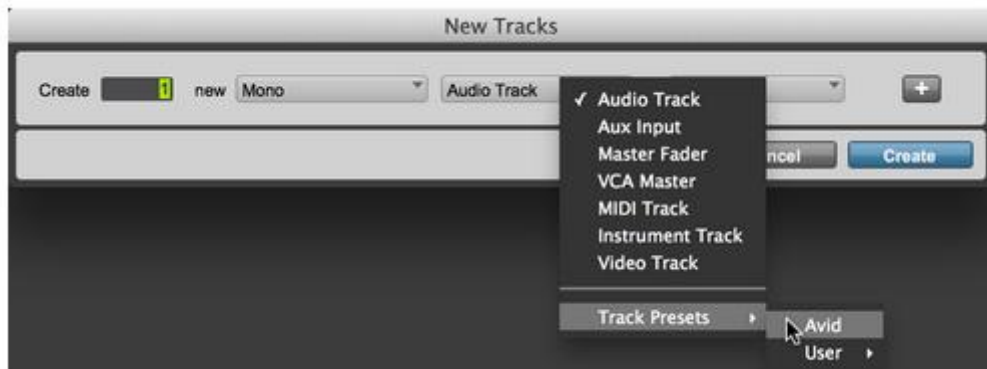 New Tracks
Create 1 new Mono Audio Track
Audio Track
Aux Input
Master Fader
VCA Master
MIDI Track
Instrument Track
Video Track
ncel Create
Track Presets
Avid
User